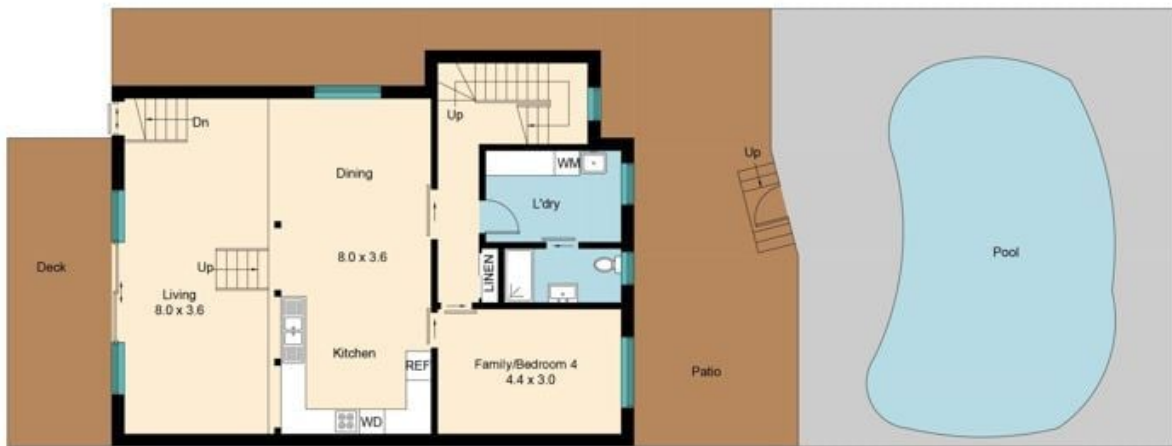 Dn
Up
Dining
WM
L'dry
Up
Deck
Up
8.0 x 3.6
Living
8.0 x 3.6
LINEN
Pool
Kitchen
REF
Family/Bedroom 4
4.4 x 3.0
Patio
WD